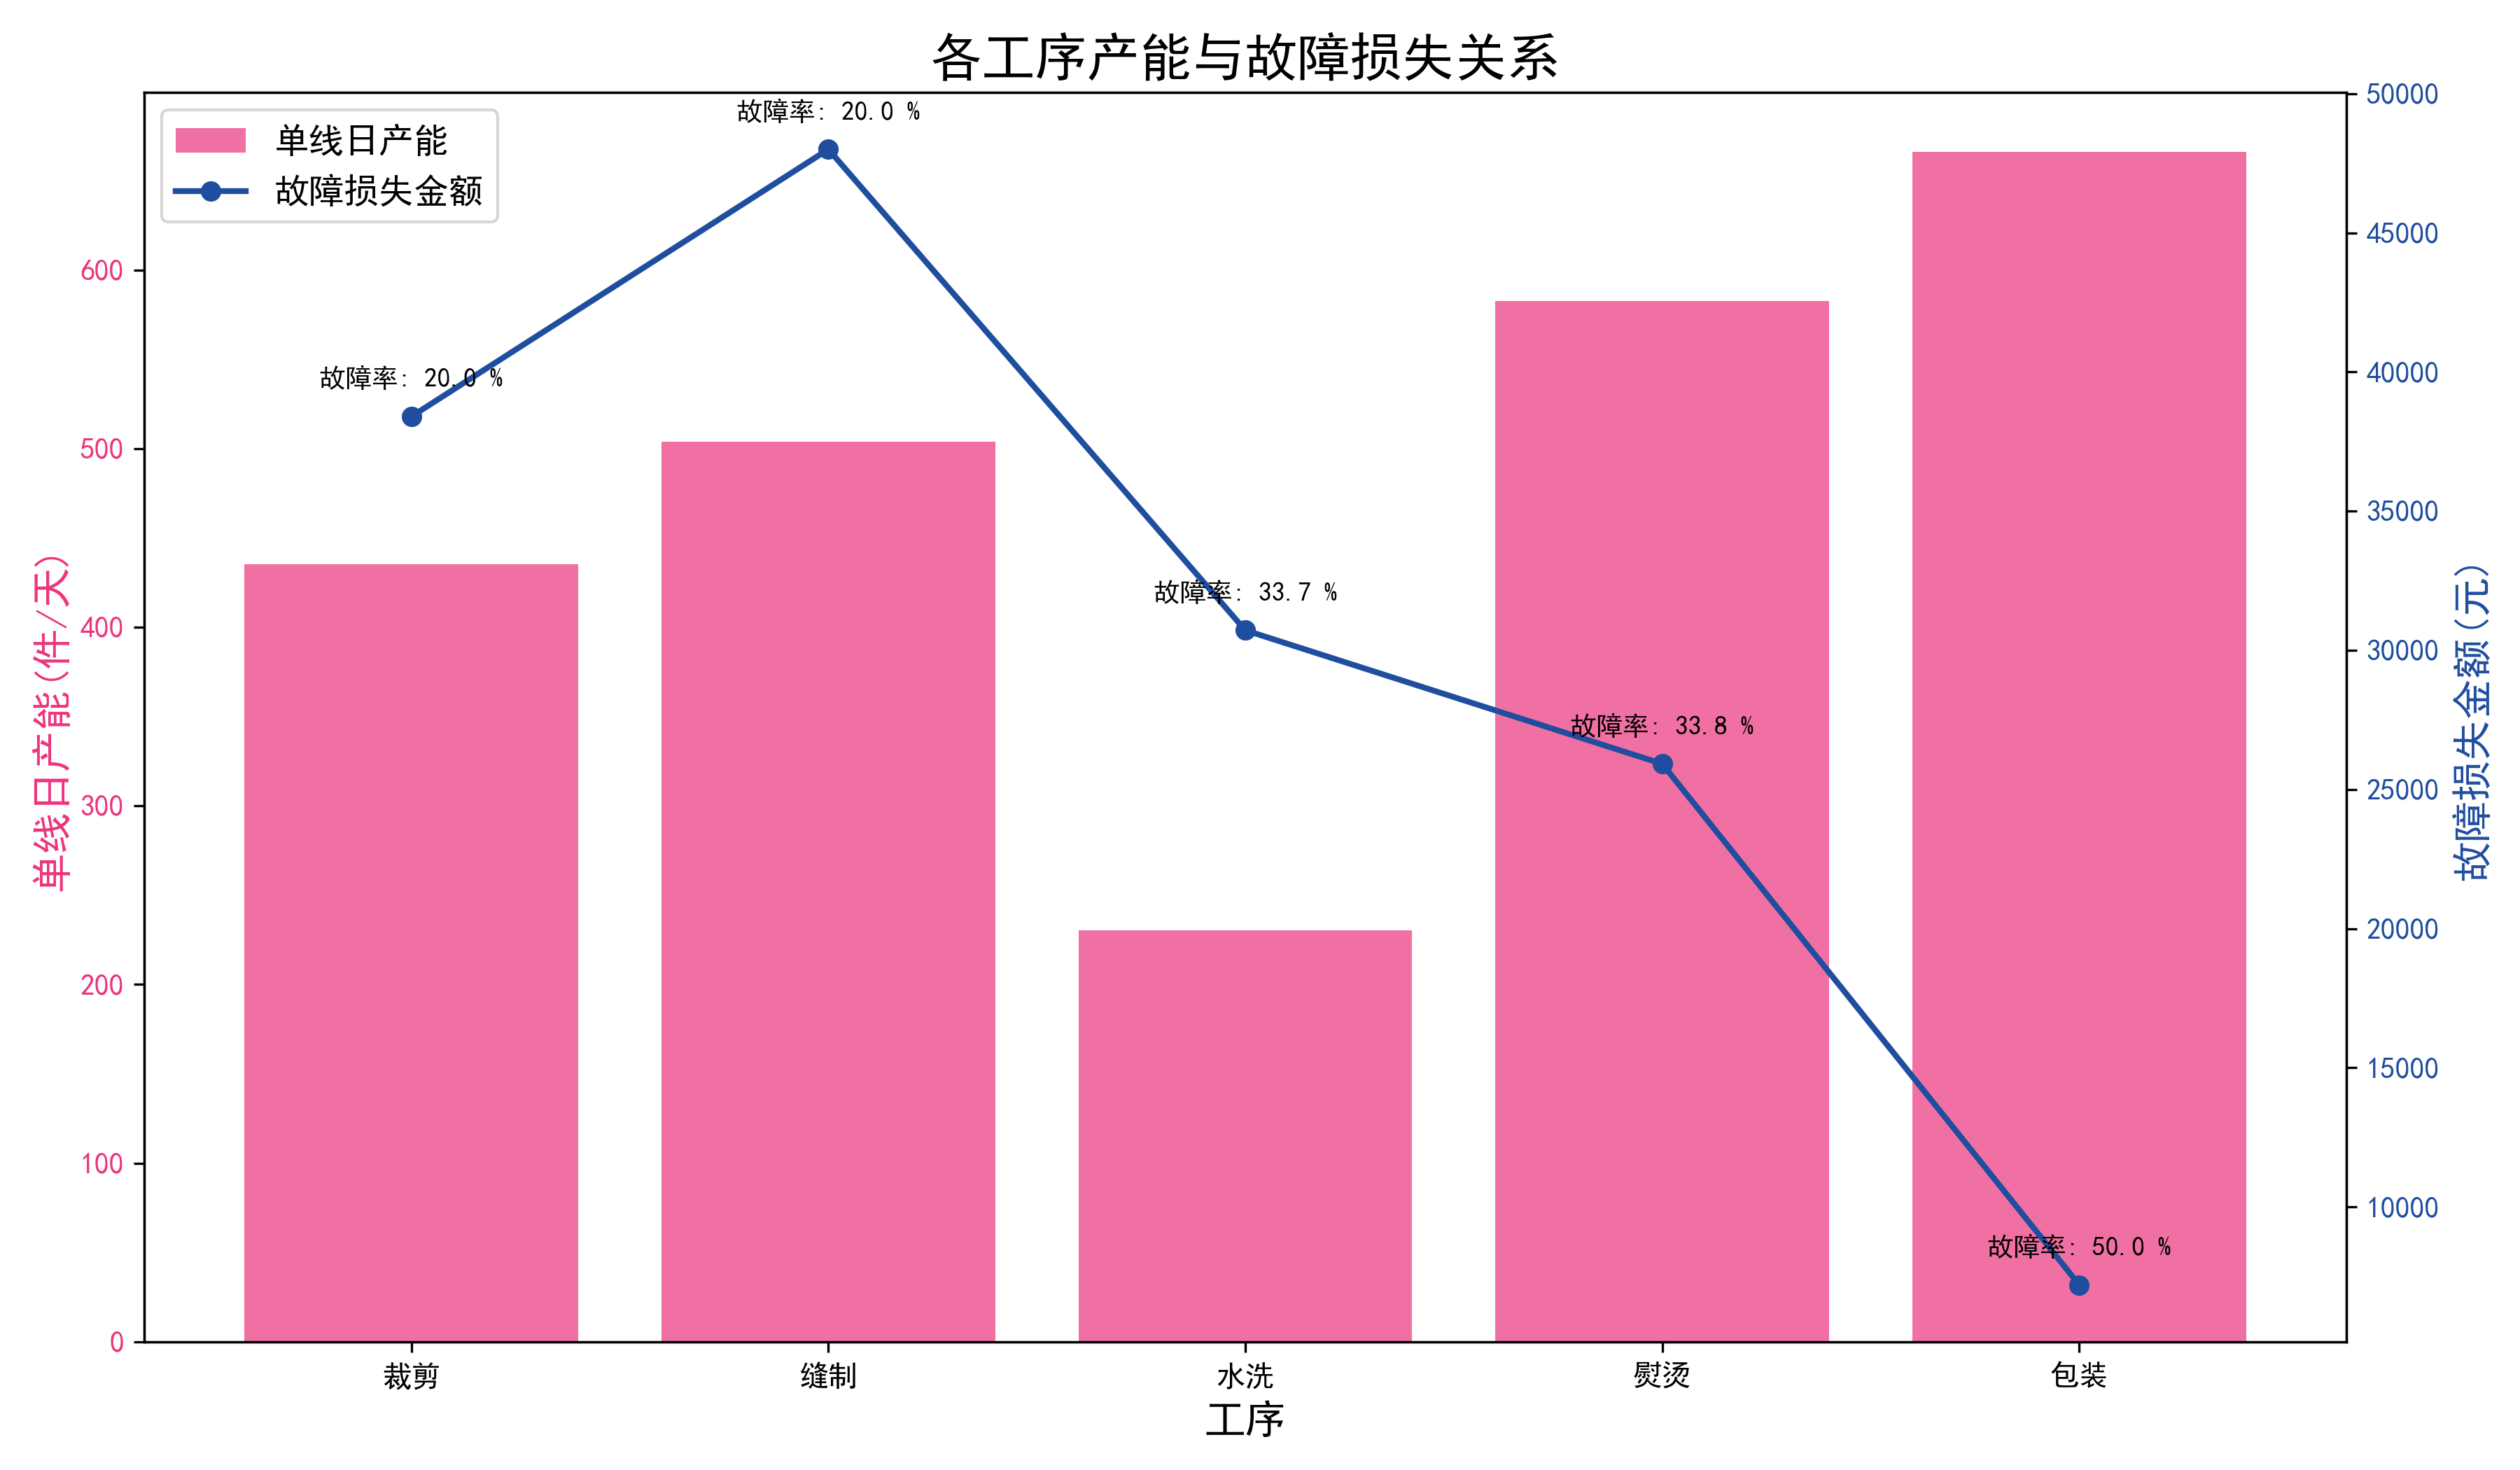 各工序产能与故障损失关系
单线日产能
故障损失金额
故障率: 20.0 %
故障率: 20.0 %
故障率: 33.7 %
故障率: 33.8 %
故障率: 50.0 %
单线日产能(件/天)
600
500
400
300
200
100
0
故障损失金额(元)
50000
45000
40000
35000
30000
25000
20000
15000
10000
裁剪
缝制
水洗
熨烫
包装
工序